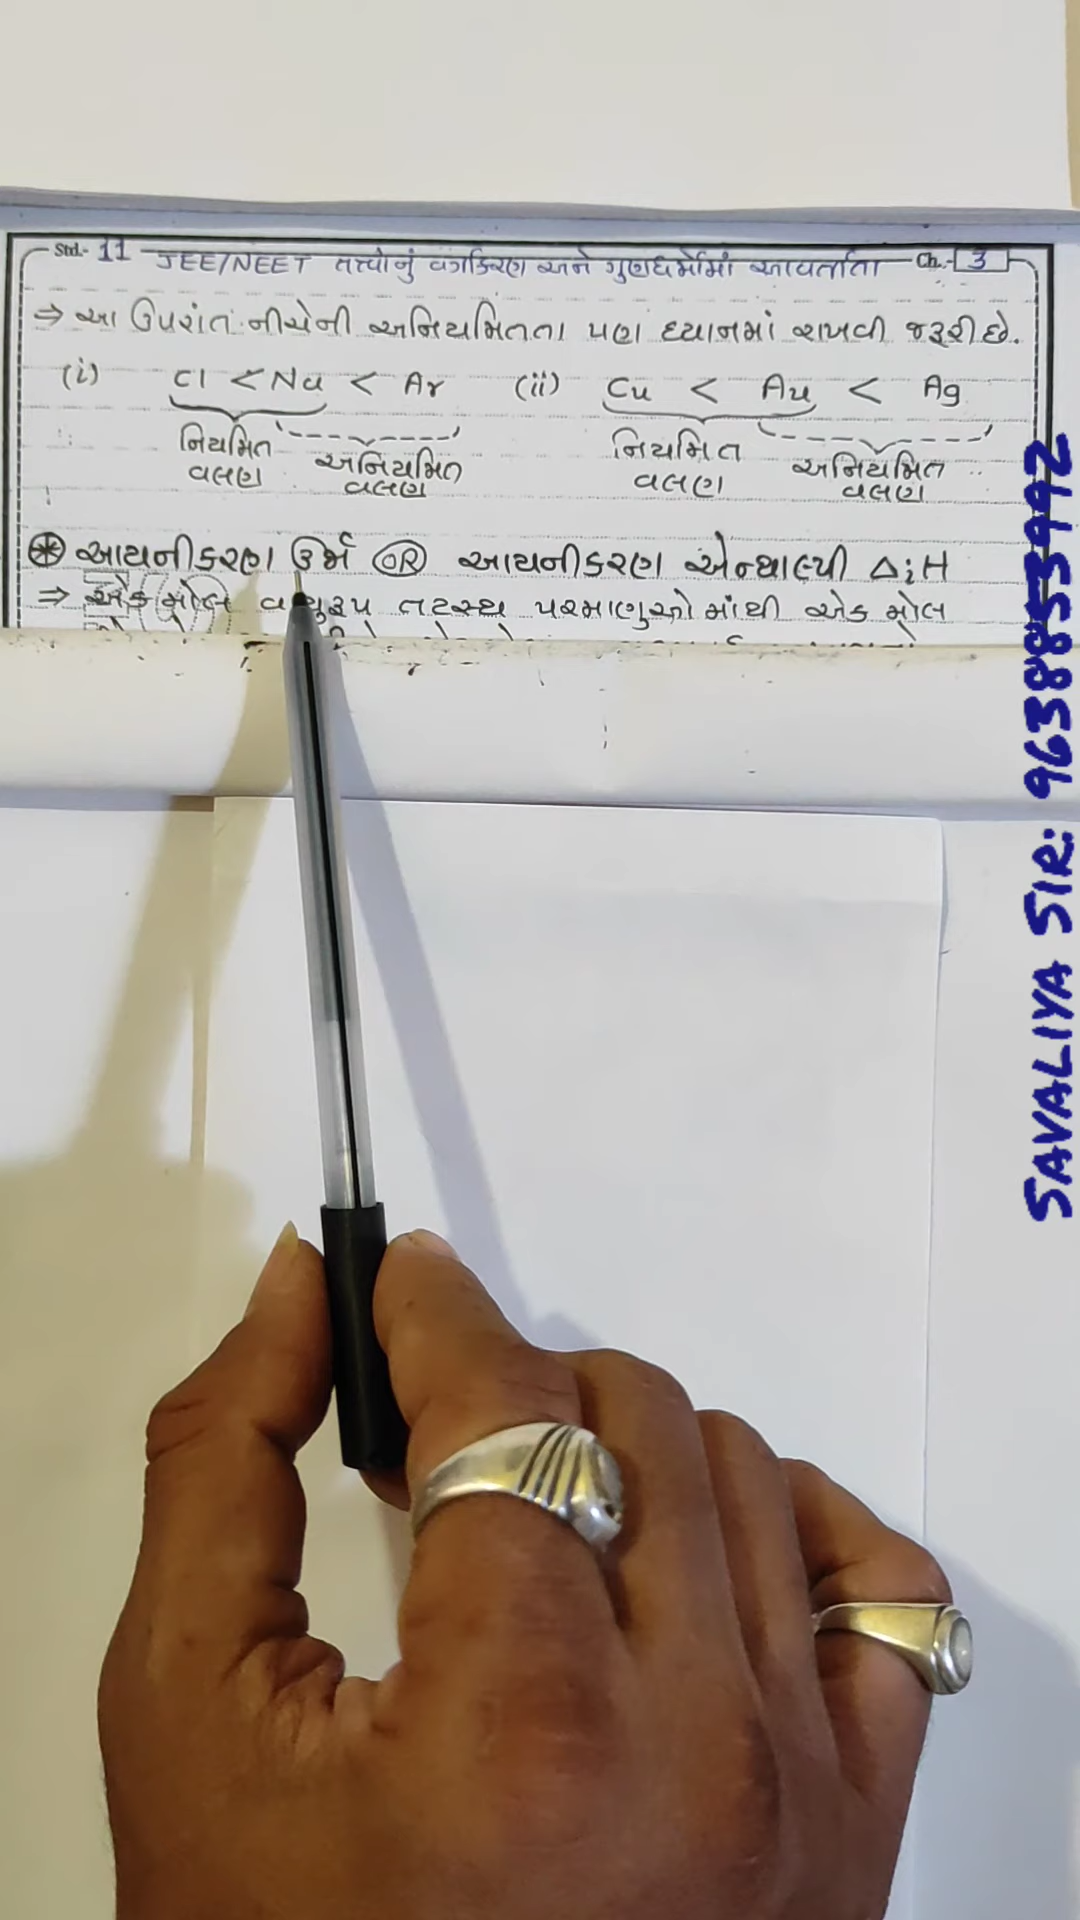 Std.- 11 JEE/NEET તત્ત્વોનું વર્ગીકરણ અને ગુણધર્મોમાં આવર્તીતા Ch.- 3
⇒ આ ઉપરાંત નીચેની અનિયમિતતા પણ ધ્યાનમાં રાખવી જરૂરી છે.
(i) Cl < Na < Ar (ii) Cu < Au < Ag
નિયમિત વલણ અનિયમિત વલણ નિયમિત વલણ અનિયમિત વલણ
⊛ આયનીકરણ ઉર્જા OR આયનીકરણ એન્થાલ્પી ΔiH
⇒ એક મોલ વાયુરૂપ તટસ્થ પરમાણુઓમાંથી એક મોલ
SAVALIYA SIR: 9638853992